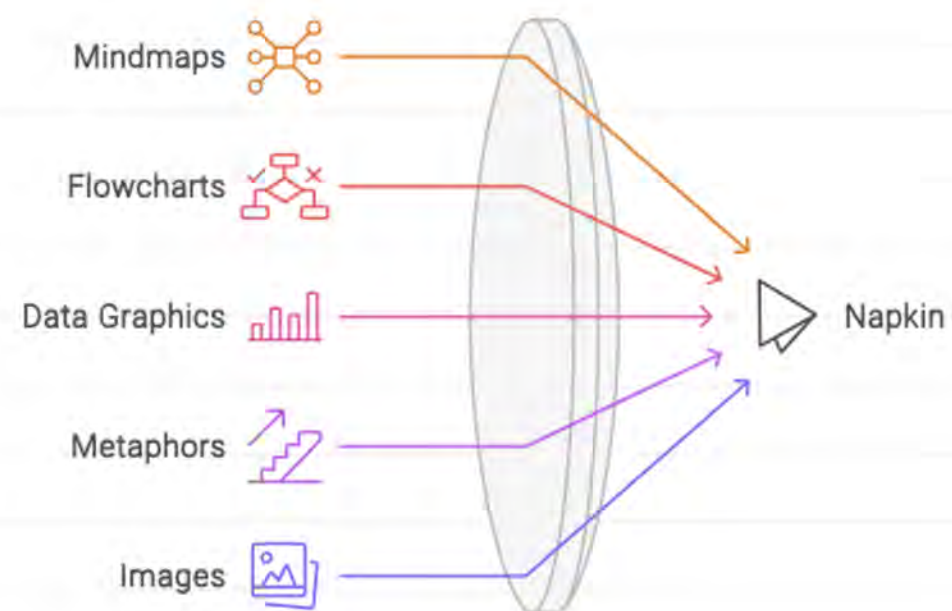 Mindmaps
Flowcharts
Data Graphics
Napkin
Metaphors
Images